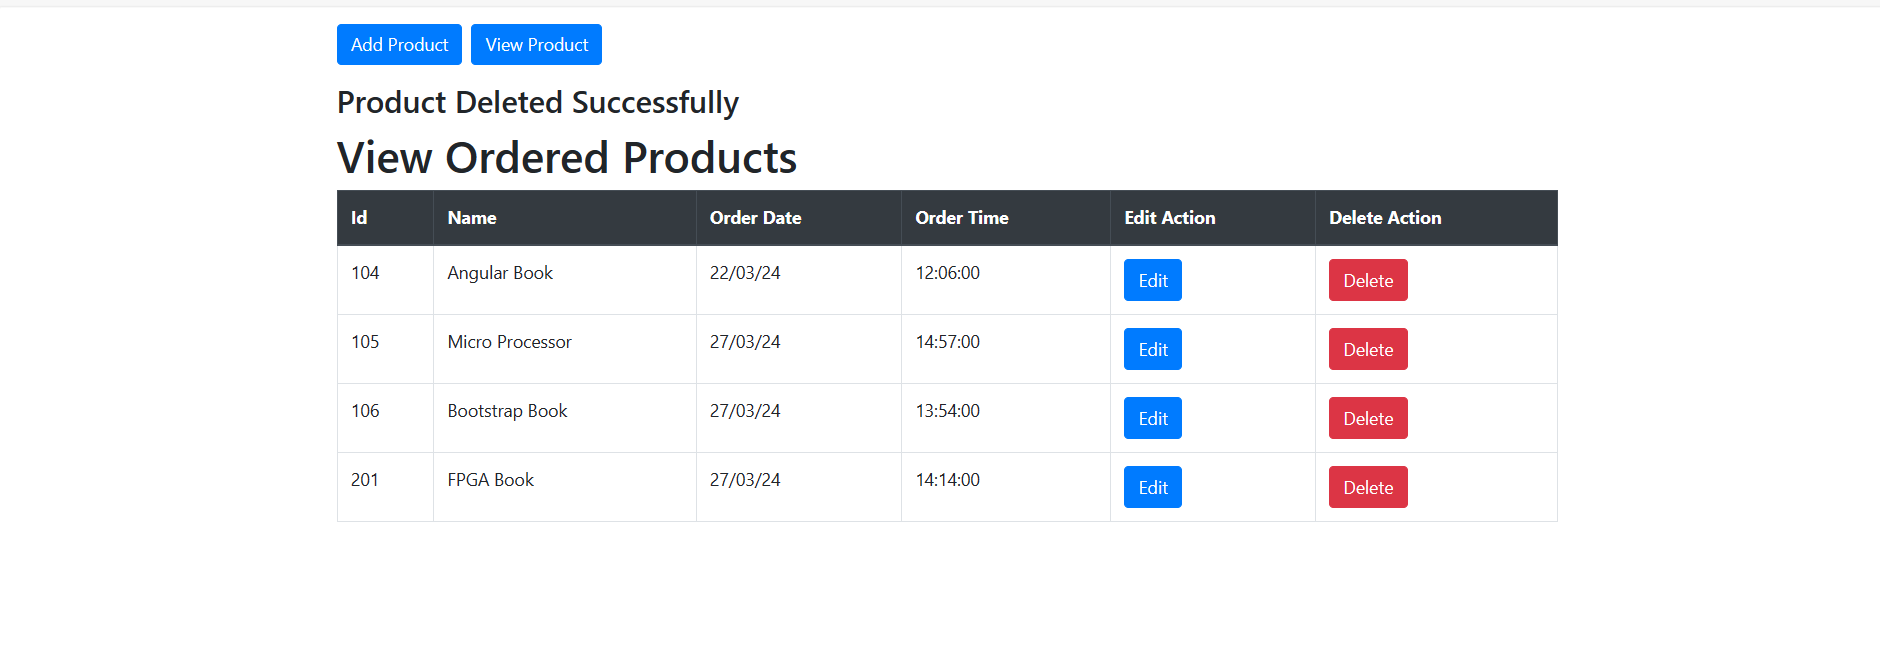 Add Product View Product
Product Deleted Successfully
View Ordered Products
Id Name Order Date Order Time Edit Action Delete Action
104 Angular Book 22/03/24 12:06:00 Edit Delete
105 Micro Processor 27/03/24 14:57:00 Edit Delete
106 Bootstrap Book 27/03/24 13:54:00 Edit Delete
201 FPGA Book 27/03/24 14:14:00 Edit Delete